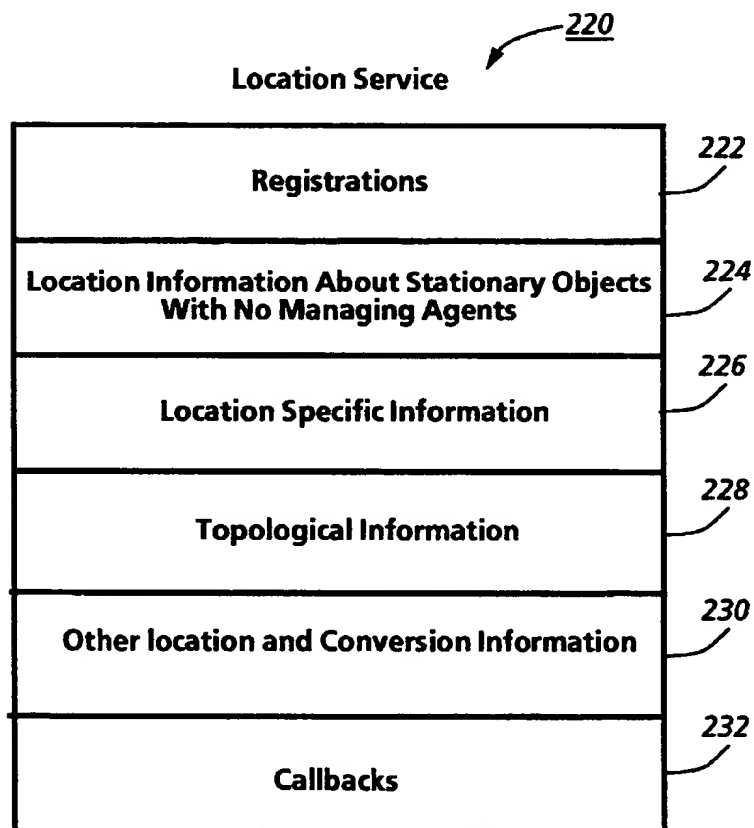 220
Location Service
222
Registrations
224
Location Information About Stationary Objects
With No Managing Agents
226
Location Specific Information
228
Topological Information
230
Other location and Conversion Information
232
Callbacks